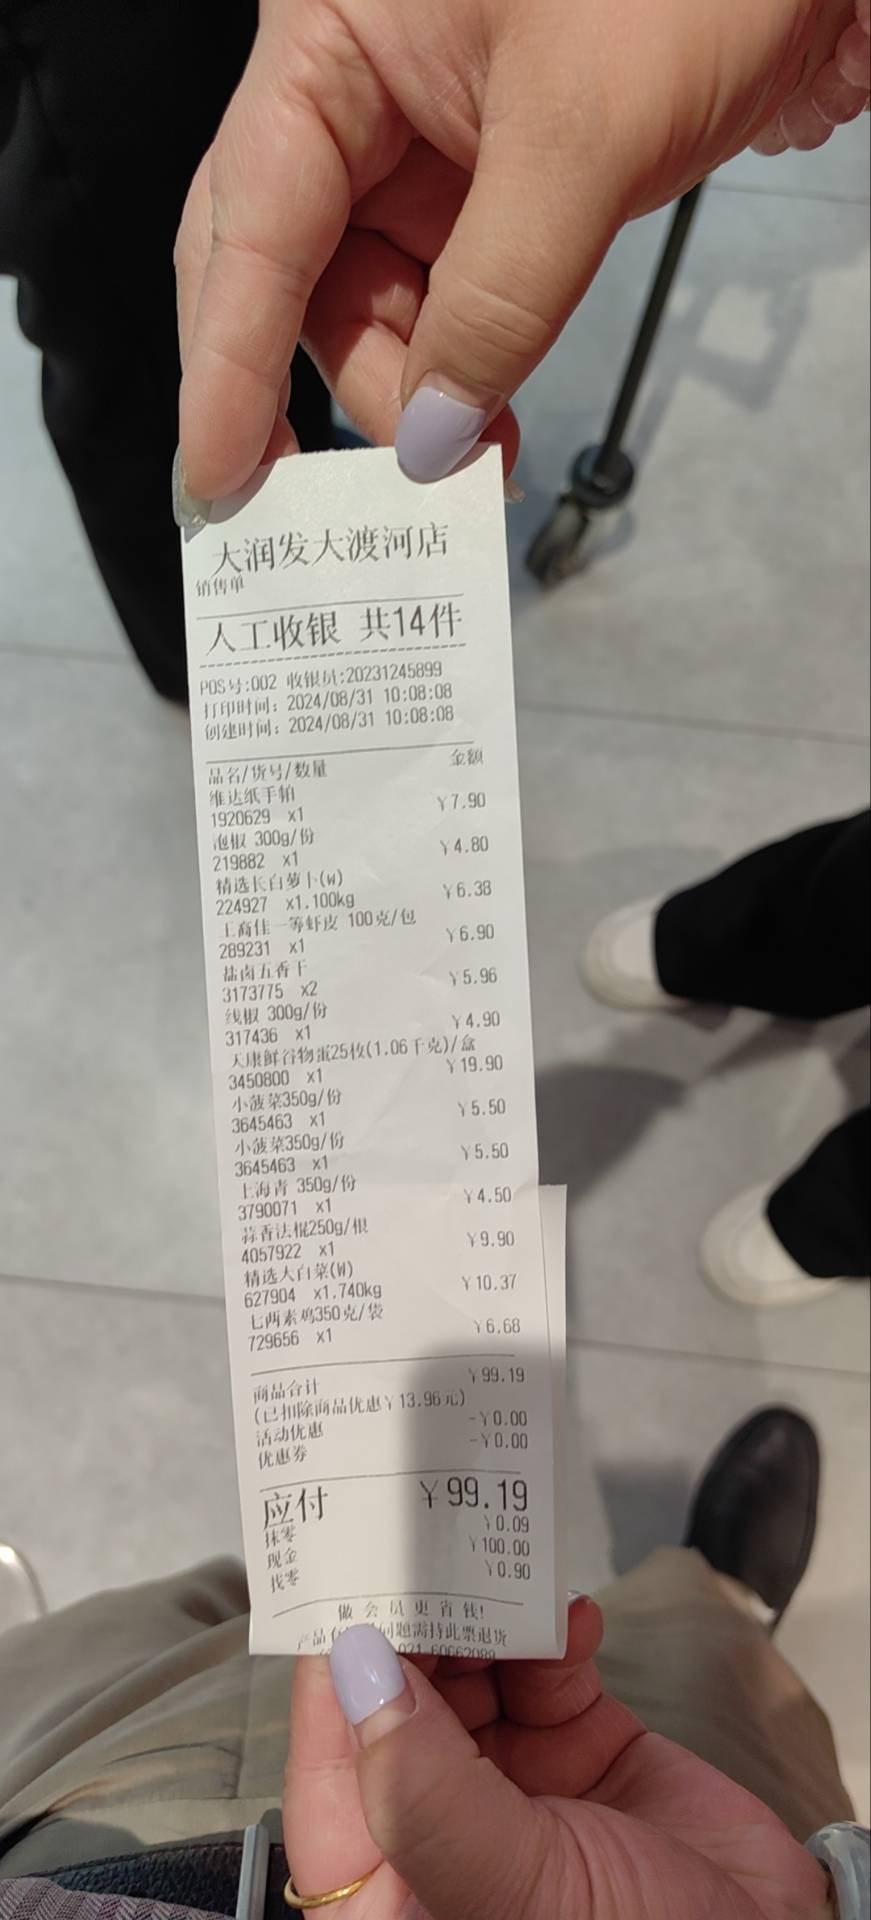 大润发大渡河店
销售单
人工收银 共14件
POS号:002 收银员:20231245899
打印时间: 2024/08/31 10:08:08
创建时间: 2024/08/31 10:08:08
品名/货号/数量 金额
维达纸手帕
1920629 x1 ¥7.90
泡椒 300g/份
219882 x1 ¥4.80
精选长白萝卜(W)
224927 x1.100kg ¥6.38
王商佳一等虾皮 100克/包
289231 x1 ¥6.90
盐卤五香干
3173775 x2 ¥5.96
线椒 300g/份
317436 x1 ¥4.90
天康鲜谷物蛋25枚(1.06千克)/盒
3450800 x1 ¥19.90
小菠菜350g/份
3645463 x1 ¥5.50
小菠菜350g/份
3645463 x1 ¥5.50
上海青 350g/份
3790071 x1 ¥4.50
蒜香法棍250g/根
4057922 x1 ¥9.90
精选大白菜(W)
627904 x1.740kg ¥10.37
七两素鸡350克/袋
729656 x1 ¥6.68
商品合计 ¥99.19
(已扣除商品优惠¥13.96元)
活动优惠 -¥0.00
优惠券 -¥0.00
应付 ¥99.19
抹零 ¥0.09
现金 ¥100.00
找零 ¥0.90
做会员更省钱!
产品 问题需持此票退货
021-60662088